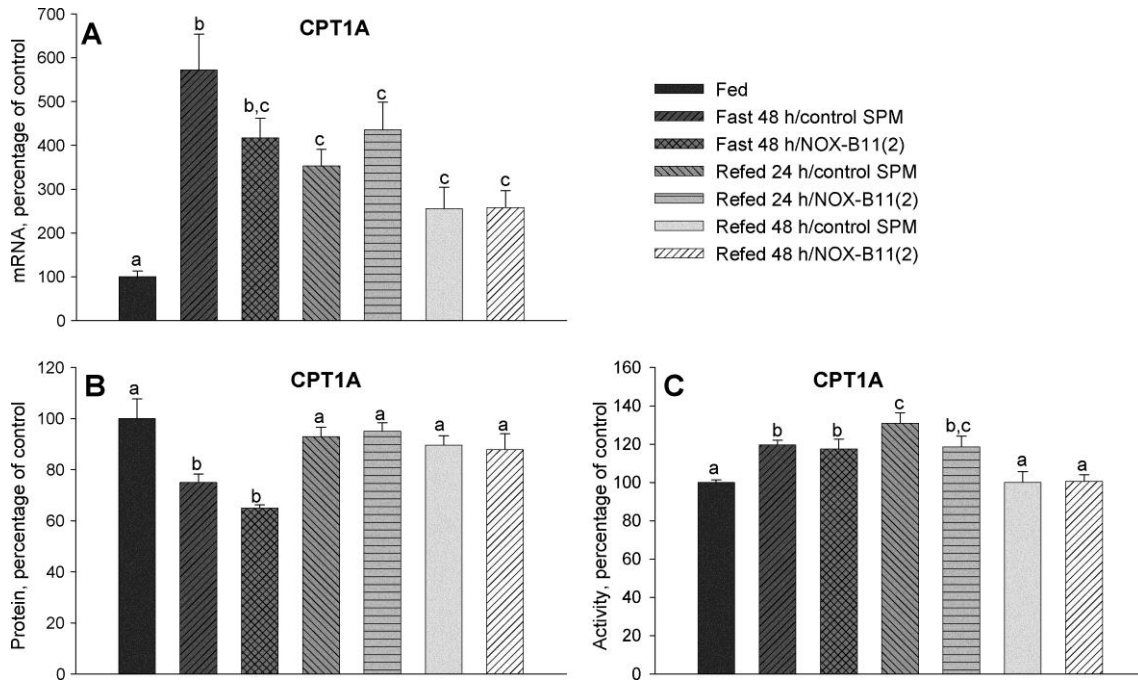 A
CPT1A
mRNA, percentage of control
700
600
500
400
300
200
100
0
a
b
b,c
c
c
c
c
Fed
Fast 48 h/control SPM
Fast 48 h/NOX-B11(2)
Refed 24 h/control SPM
Refed 24 h/NOX-B11(2)
Refed 48 h/control SPM
Refed 48 h/NOX-B11(2)
B
CPT1A
Protein, percentage of control
120
100
80
60
40
20
0
a
b
b
a
a
a
a
C
CPT1A
Activity, percentage of control
160
140
120
100
80
60
40
20
0
a
b
b
c
b,c
a
a